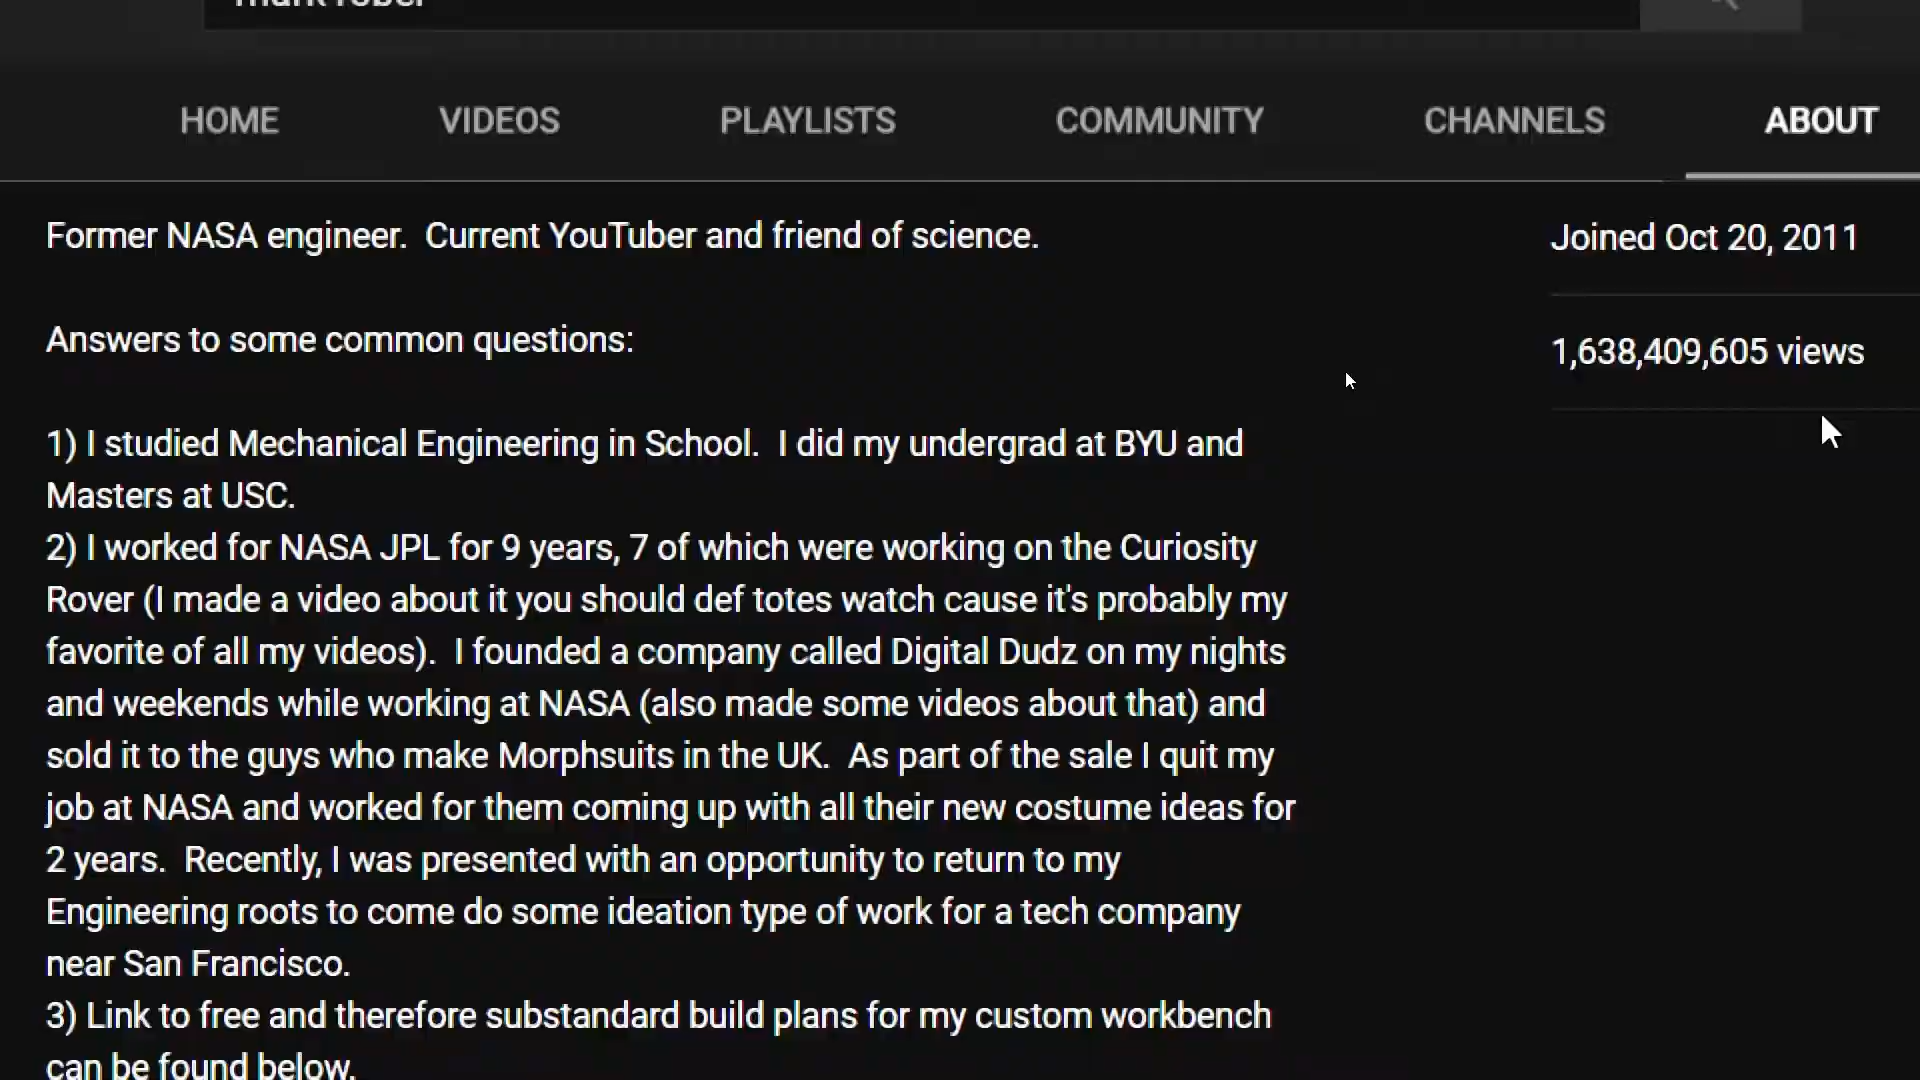 HOME VIDEOS PLAYLISTS COMMUNITY CHANNELS ABOUT
Former NASA engineer.  Current YouTuber and friend of science.
Answers to some common questions:
1) I studied Mechanical Engineering in School.  I did my undergrad at BYU and
Masters at USC.
2) I worked for NASA JPL for 9 years, 7 of which were working on the Curiosity
Rover (I made a video about it you should def totes watch cause it's probably my
favorite of all my videos).  I founded a company called Digital Dudz on my nights
and weekends while working at NASA (also made some videos about that) and
sold it to the guys who make Morphsuits in the UK.  As part of the sale I quit my
job at NASA and worked for them coming up with all their new costume ideas for
2 years.  Recently, I was presented with an opportunity to return to my
Engineering roots to come do some ideation type of work for a tech company
near San Francisco.
3) Link to free and therefore substandard build plans for my custom workbench
can be found below.
Joined Oct 20, 2011
1,638,409,605 views